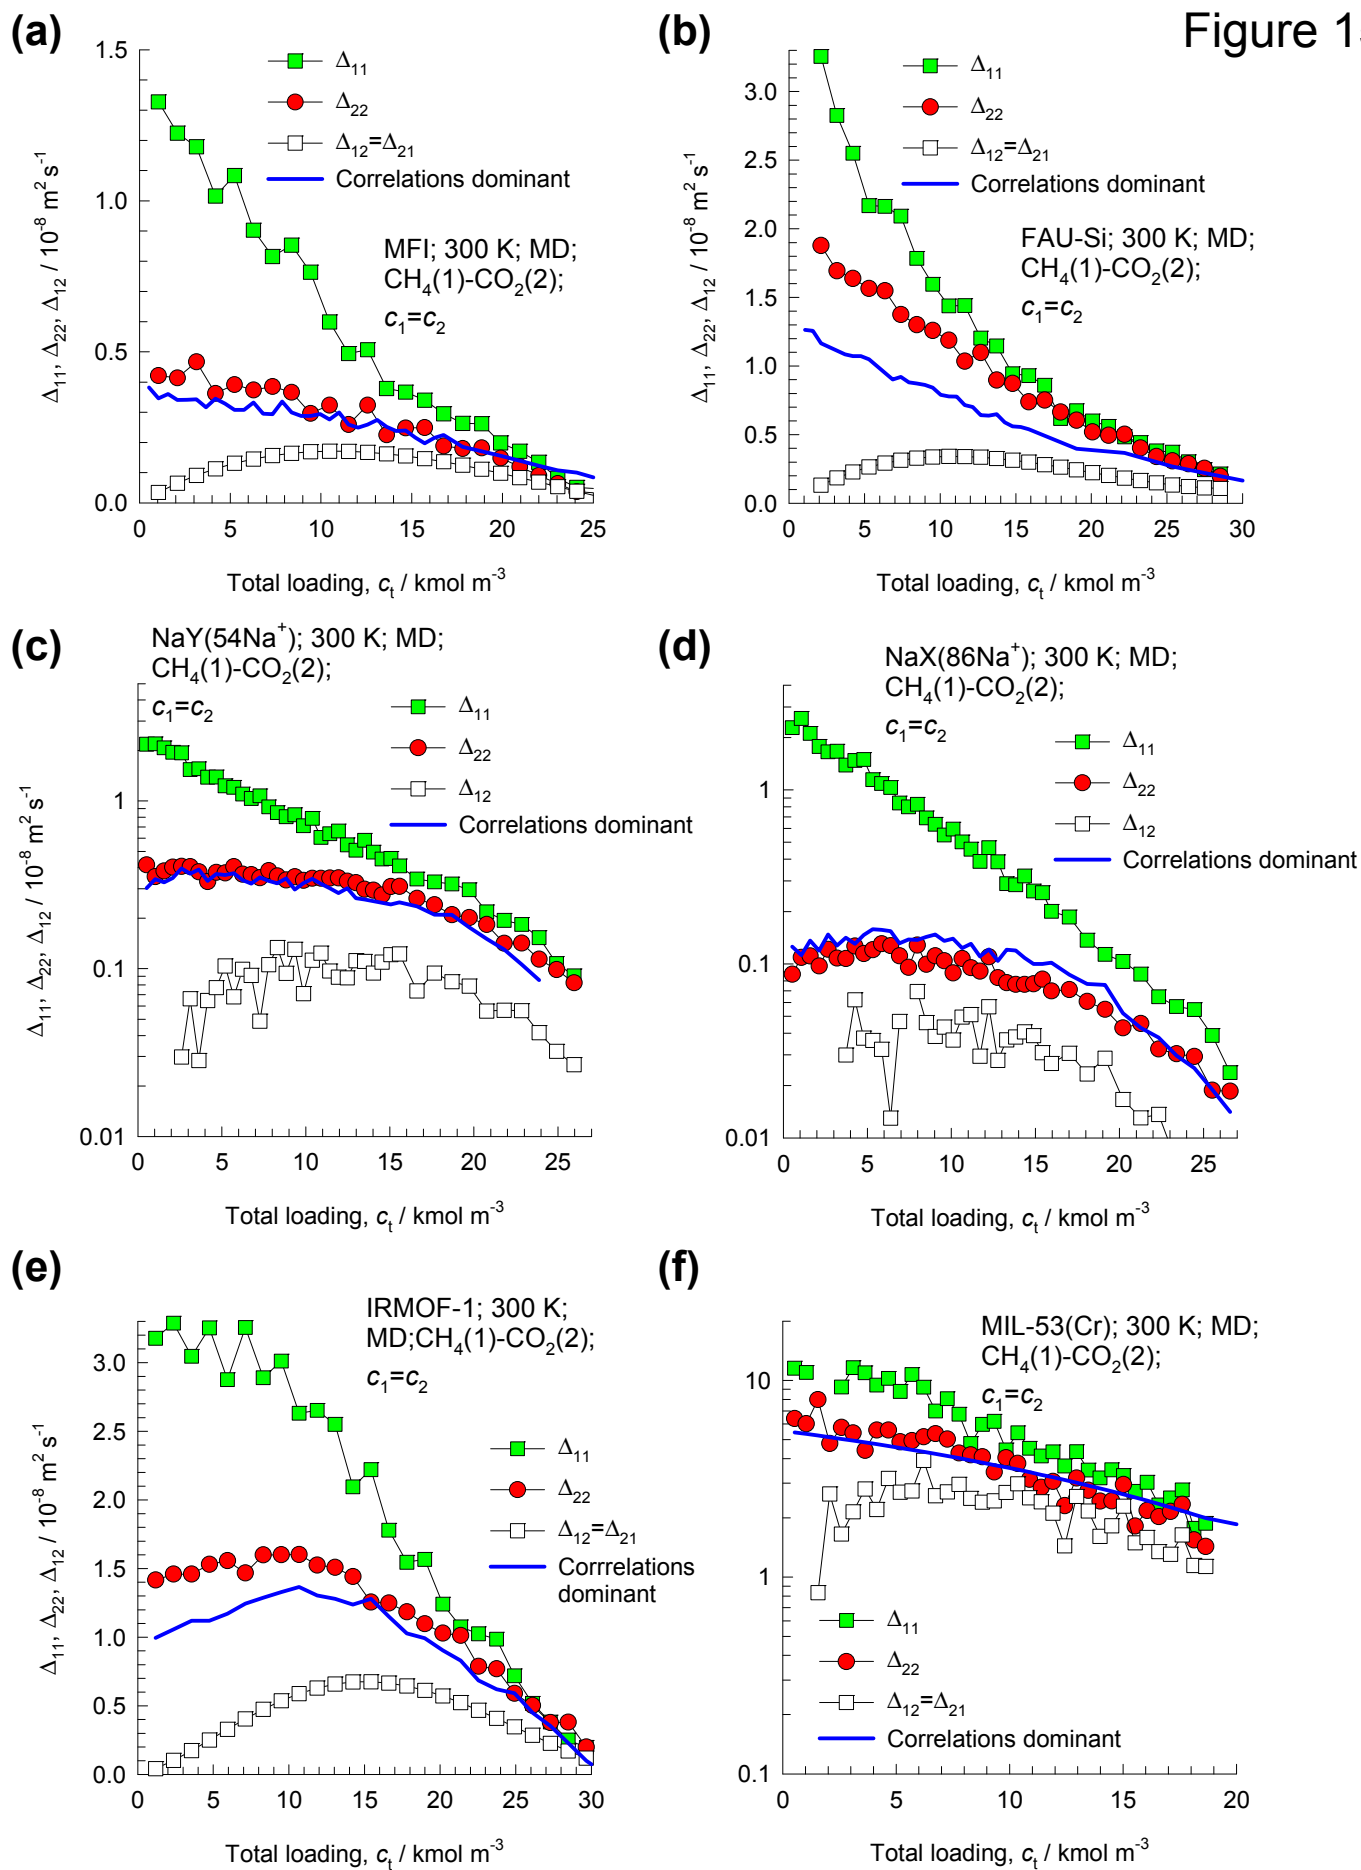 Figure 1
(a)
1.5
1.0
0.5
0.0
Δ11, Δ22, Δ12 / 10-8 m2 s-1
Δ11
Δ22
Δ12=Δ21
Correlations dominant
MFI; 300 K; MD;
CH4(1)-CO2(2);
c1=c2
0 5 10 15 20 25
Total loading, ct / kmol m-3
(b)
3.0
2.5
2.0
1.5
1.0
0.5
0.0
Δ11, Δ22, Δ12 / 10-8 m2 s-1
Δ11
Δ22
Δ12=Δ21
Correlations dominant
FAU-Si; 300 K; MD;
CH4(1)-CO2(2);
c1=c2
0 5 10 15 20 25 30
Total loading, ct / kmol m-3
(c)
NaY(54Na+); 300 K; MD;
CH4(1)-CO2(2);
c1=c2
Δ11
Δ22
Δ12
Correlations dominant
1
0.1
0.01
Δ11, Δ22, Δ12 / 10-8 m2 s-1
0 5 10 15 20 25
Total loading, ct / kmol m-3
(d)
NaX(86Na+); 300 K; MD;
CH4(1)-CO2(2);
c1=c2
Δ11
Δ22
Δ12
Correlations dominant
1
0.1
0.01
0 5 10 15 20 25
Total loading, ct / kmol m-3
(e)
IRMOF-1; 300 K;
MD;CH4(1)-CO2(2);
c1=c2
Δ11
Δ22
Δ12=Δ21
Corrrelations
dominant
3.0
2.5
2.0
1.5
1.0
0.5
0.0
Δ11, Δ22, Δ12 / 10-8 m2 s-1
0 5 10 15 20 25 30
Total loading, ct / kmol m-3
(f)
MIL-53(Cr); 300 K; MD;
CH4(1)-CO2(2);
c1=c2
10
1
0.1
Δ11
Δ22
Δ12=Δ21
Correlations dominant
0 5 10 15 20
Total loading, ct / kmol m-3